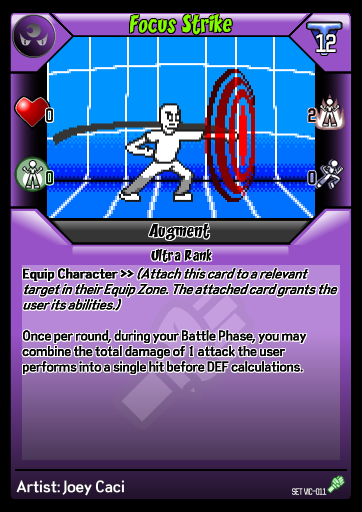 Focus Strike
12
0
2
0
0
Augment
Ultra Rank
Equip Character >> (Attach this card to a relevant
target in their Equip Zone. The attached card grants the
user its abilities.)
Once per round, during your Battle Phase, you may
combine the total damage of 1 attack the user
performs into a single hit before DEF calculations.
Artist: Joey Caci
SET VIC-011